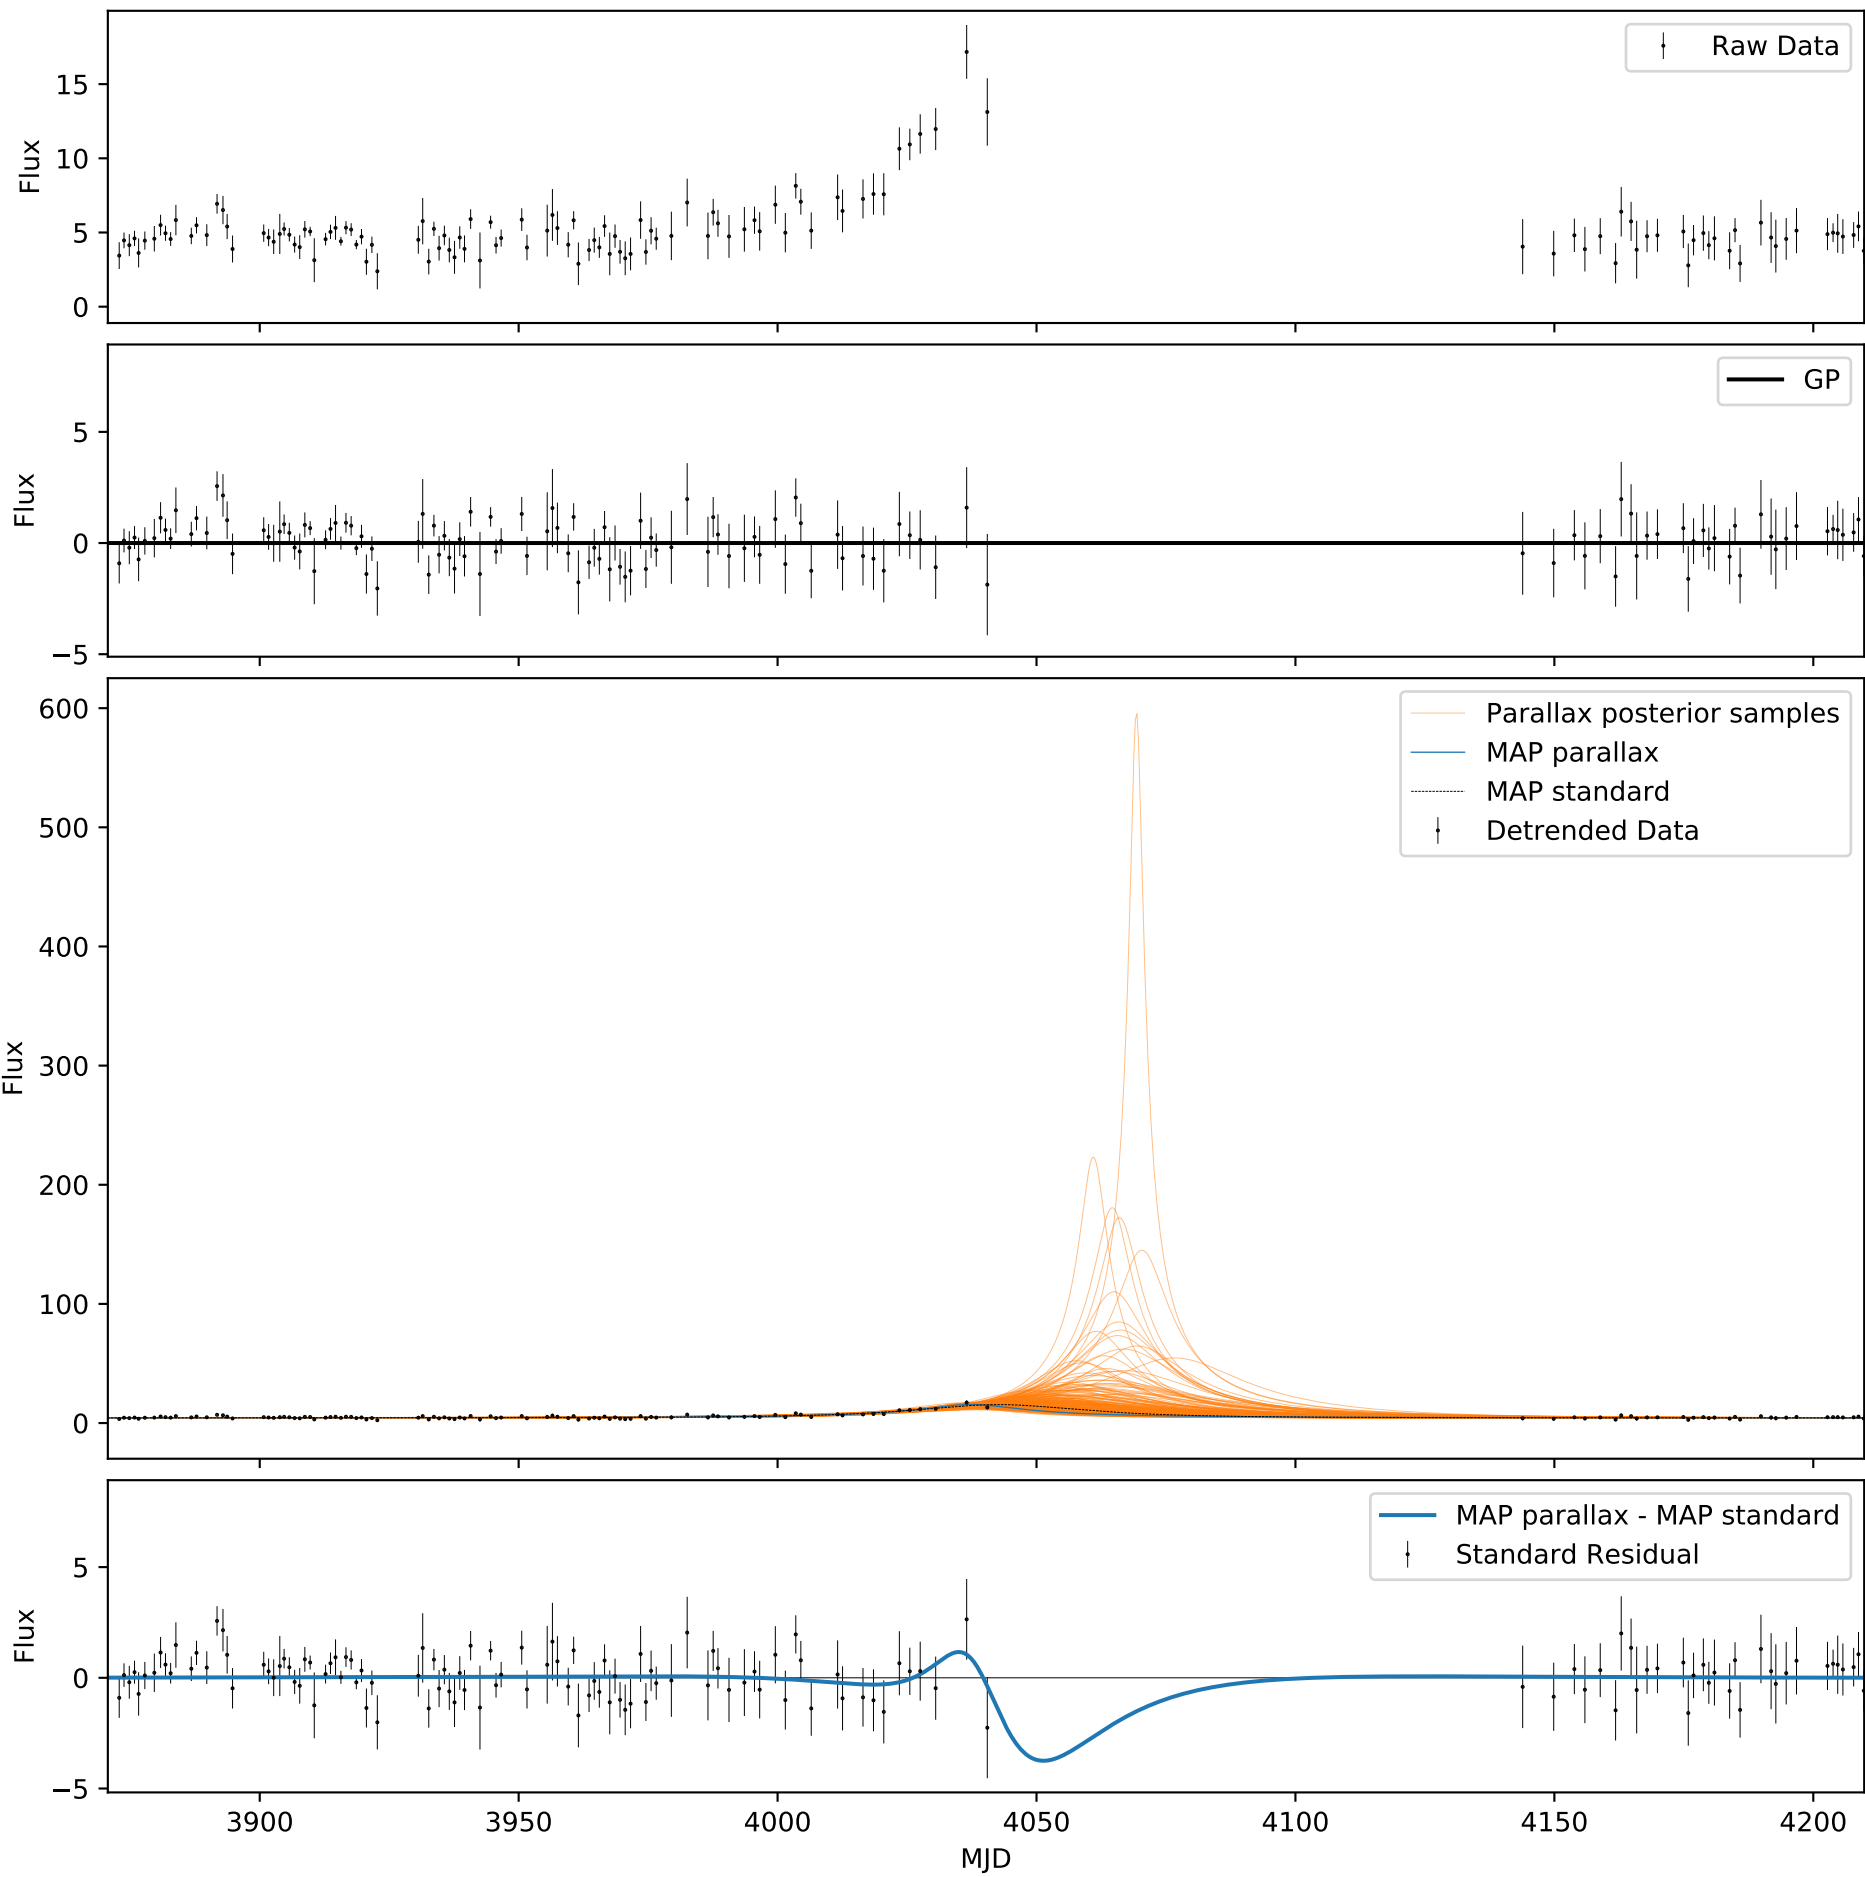 Raw Data
15
10
5
0
Flux
GP
5
0
−5
Flux
Parallax posterior samples
MAP parallax
MAP standard
Detrended Data
600
500
400
300
200
100
0
Flux
MAP parallax - MAP standard
Standard Residual
5
0
−5
Flux
3900 3950 4000 4050 4100 4150 4200
MJD